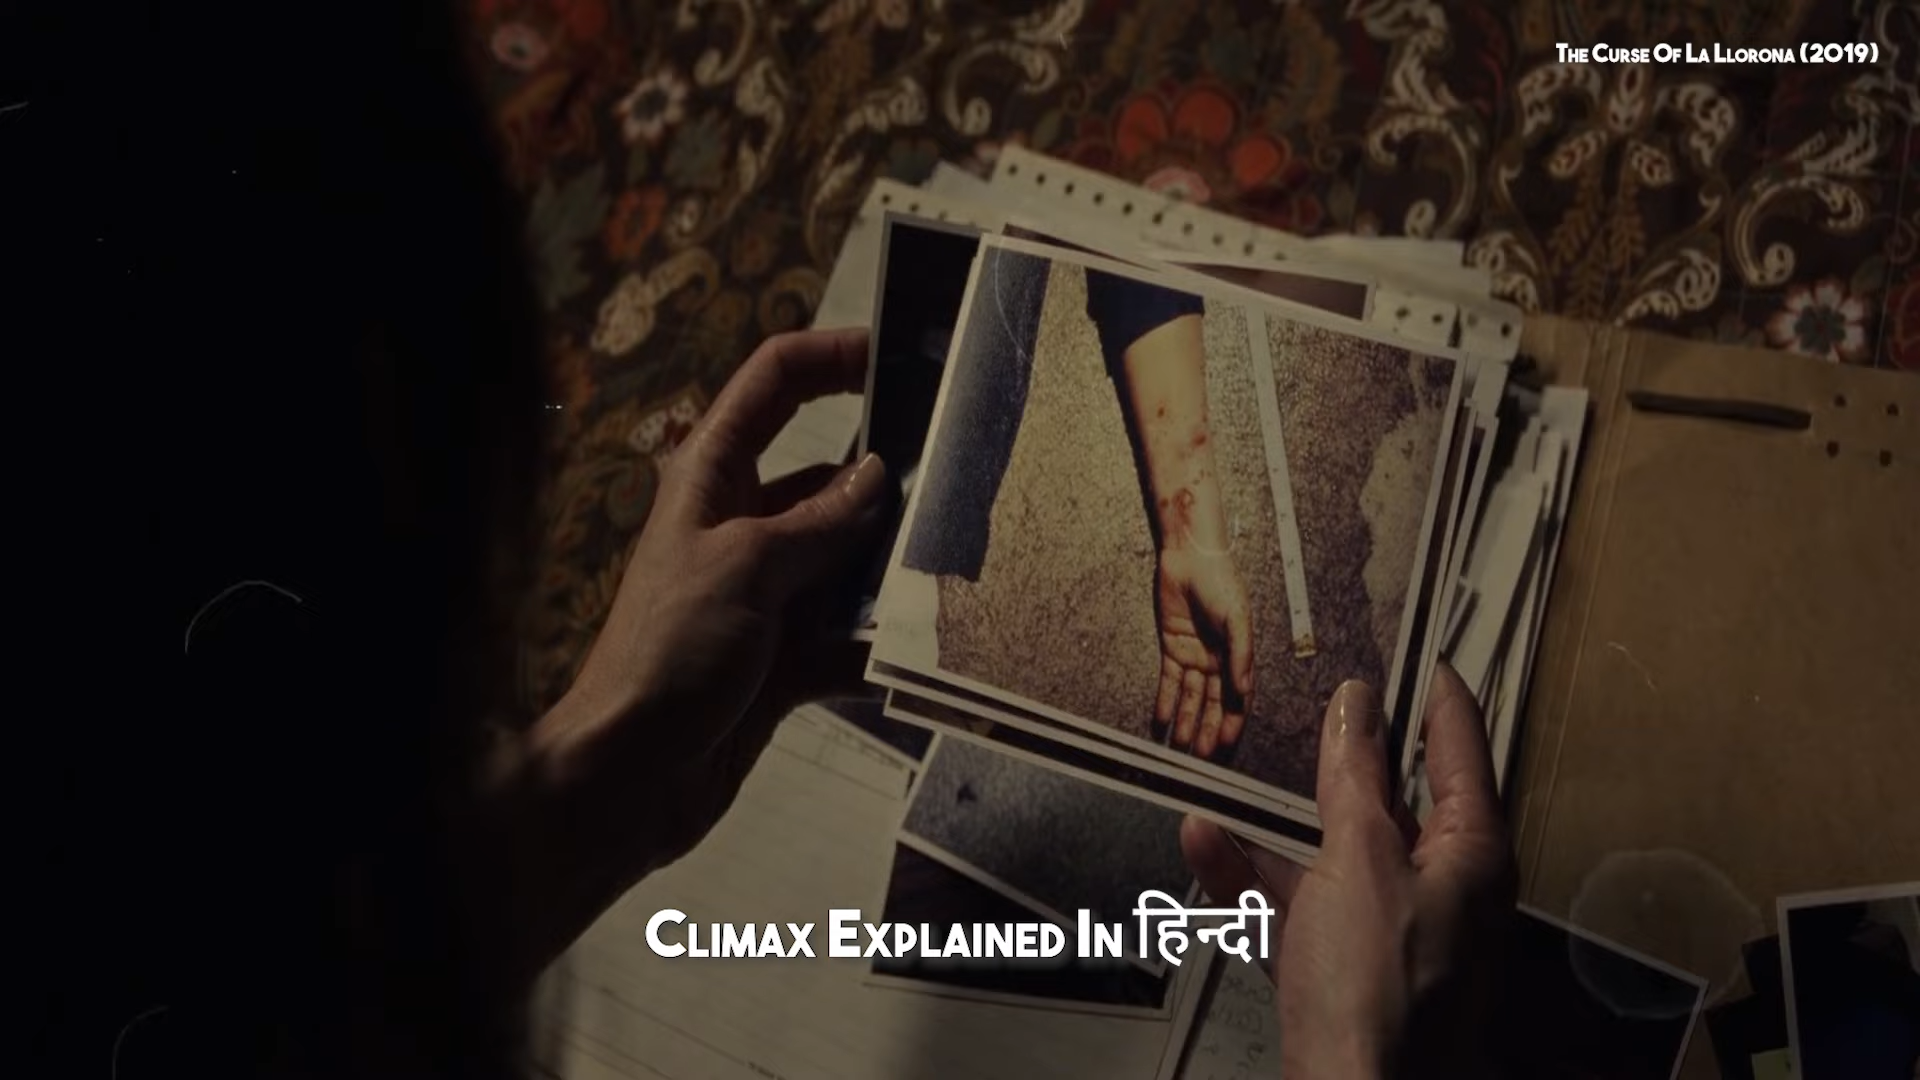 The Curse Of La Llorona (2019)
Climax Explained In हिन्दी